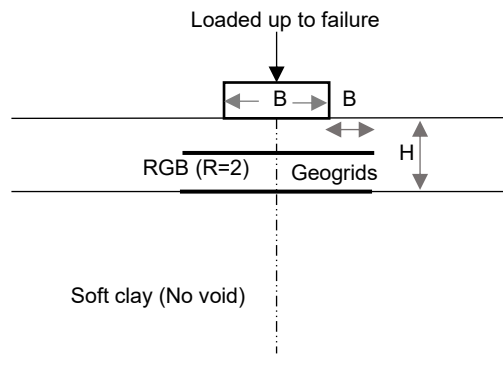 Loaded up to failure
B
B
H
RGB (R=2)
Geogrids
Soft clay (No void)